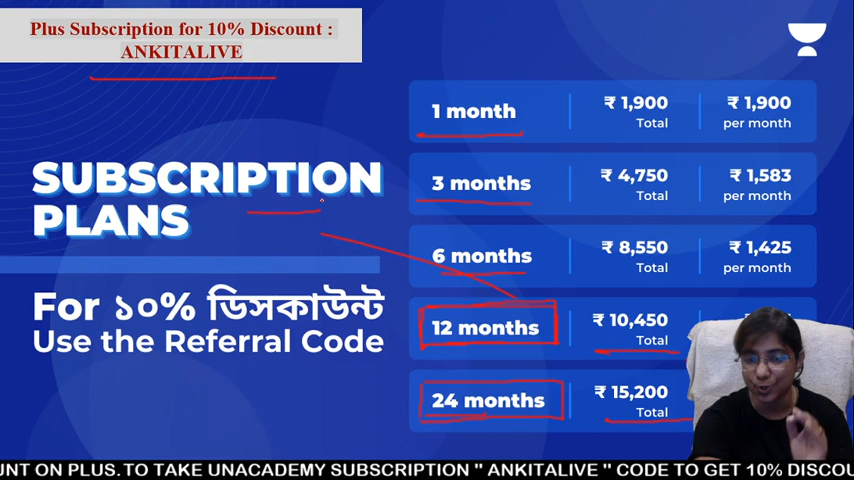 Plus Subscription for 10% Discount :
ANKITALIVE
SUBSCRIPTION
PLANS
For ১০% ডিসকাউন্ট
Use the Referral Code
1 month
₹ 1,900
Total
₹ 1,900
per month
3 months
₹ 4,750
Total
₹ 1,583
per month
6 months
₹ 8,550
Total
₹ 1,425
per month
12 months
₹ 10,450
Total
24 months
₹ 15,200
Total
UNT ON PLUS.TO TAKE UNACADEMY SUBSCRIPTION " ANKITALIVE " CODE TO GET 10% DISCOU